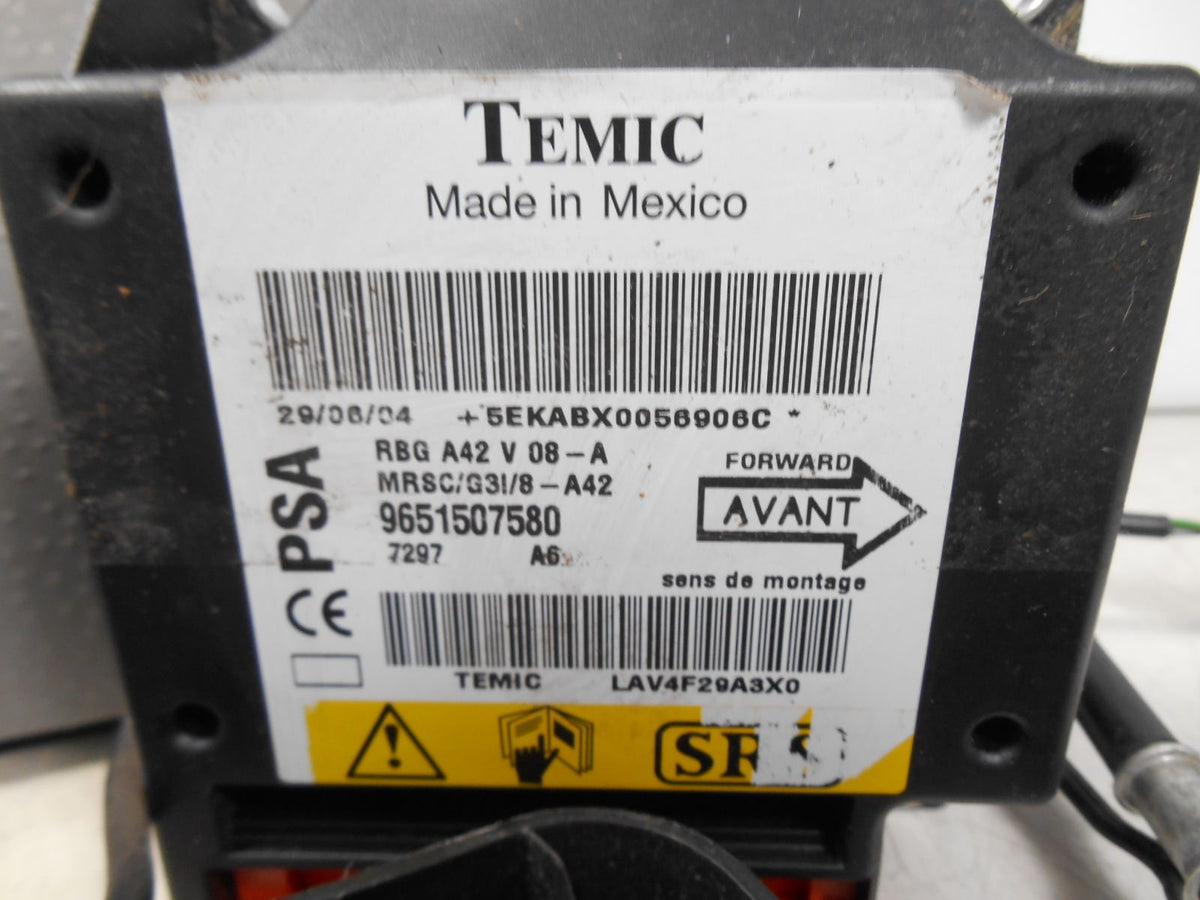 TEMIC
Made in Mexico
29/06/04 +5EKABX0056906C *
PSA
RBG A42 V 08-A
MRSC/G3I/8-A42
9651507580
7297 A6
FORWARD
AVANT
sens de montage
CE
TEMIC LAV4F29A3X0
SRS